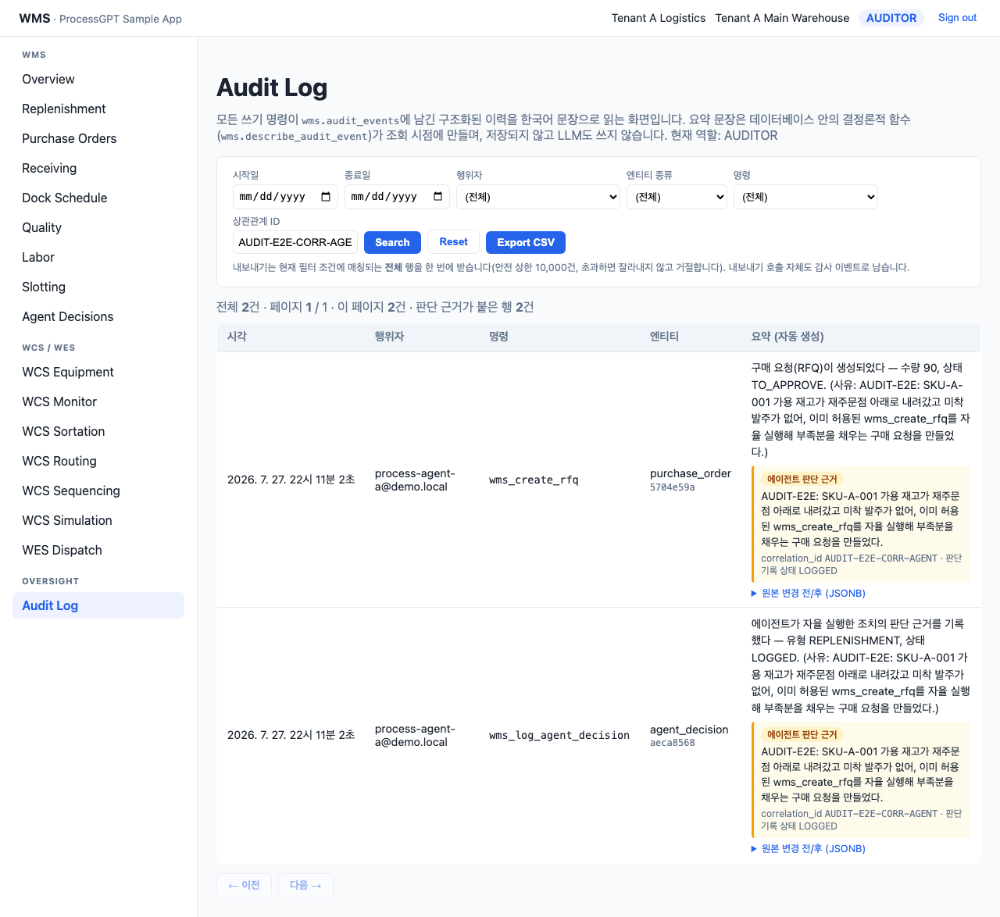 WMS · ProcessGPT Sample App
Tenant A Logistics Tenant A Main Warehouse AUDITOR Sign out
WMS
Overview
Replenishment
Purchase Orders
Receiving
Dock Schedule
Quality
Labor
Slotting
Agent Decisions
WCS / WES
WCS Equipment
WCS Monitor
WCS Sortation
WCS Routing
WCS Sequencing
WCS Simulation
WES Dispatch
OVERSIGHT
Audit Log
Audit Log
모든 쓰기 명령이 wms.audit_events에 남긴 구조화된 이력을 한국어 문장으로 읽는 화면입니다. 요약 문장은 데이터베이스 안의 결정론적 함수
(wms.describe_audit_event)가 조회 시점에 만들며, 저장되지 않고 LLM도 쓰지 않습니다. 현재 역할: AUDITOR
시작일 종료일 행위자 엔티티 종류 명령
mm/dd/yyyy mm/dd/yyyy (전체) (전체) (전체)
상관관계 ID
AUDIT-E2E-CORR-AGE Search Reset Export CSV
내보내기는 현재 필터 조건에 매칭되는 전체 행을 한 번에 받습니다(안전 상한 10,000건, 초과하면 잘라내지 않고 거절합니다). 내보내기 호출 자체도 감사 이벤트로 남습니다.
전체 2건 · 페이지 1 / 1 · 이 페이지 2건 · 판단 근거가 붙은 행 2건
시각 행위자 명령 엔티티 요약 (자동 생성)
2026. 7. 27. 22시 11분 2초
process-agent-
a@demo.local
wms_create_rfq
purchase_order
5704e59a
구매 요청(RFQ)이 생성되었다 — 수량 90, 상태
TO_APPROVE. (사유: AUDIT-E2E: SKU-A-
001 가용 재고가 재주문점 아래로 내려갔고 미착
발주가 없어, 이미 허용된 wms_create_rfq를 자
율 실행해 부족분을 채우는 구매 요청을 만들었
다.)
에이전트 판단 근거
AUDIT-E2E: SKU-A-001 가용 재고가 재주문
점 아래로 내려갔고 미착 발주가 없어, 이미 허용
된 wms_create_rfq를 자율 실행해 부족분을
채우는 구매 요청을 만들었다.
correlation_id AUDIT-E2E-CORR-AGENT · 판단
기록 상태 LOGGED
▶ 원본 변경 전/후 (JSONB)
2026. 7. 27. 22시 11분 2초
process-agent-
a@demo.local
wms_log_agent_decision
agent_decision
aeca8568
에이전트가 자율 실행한 조치의 판단 근거를 기록
했다 — 유형 REPLENISHMENT, 상태
LOGGED. (사유: AUDIT-E2E: SKU-A-001 가
용 재고가 재주문점 아래로 내려갔고 미착 발주가
없어, 이미 허용된 wms_create_rfq를 자율 실행
해 부족분을 채우는 구매 요청을 만들었다.)
에이전트 판단 근거
AUDIT-E2E: SKU-A-001 가용 재고가 재주문
점 아래로 내려갔고 미착 발주가 없어, 이미 허용
된 wms_create_rfq를 자율 실행해 부족분을
채우는 구매 요청을 만들었다.
correlation_id AUDIT-E2E-CORR-AGENT · 판단
기록 상태 LOGGED
▶ 원본 변경 전/후 (JSONB)
← 이전 다음 →